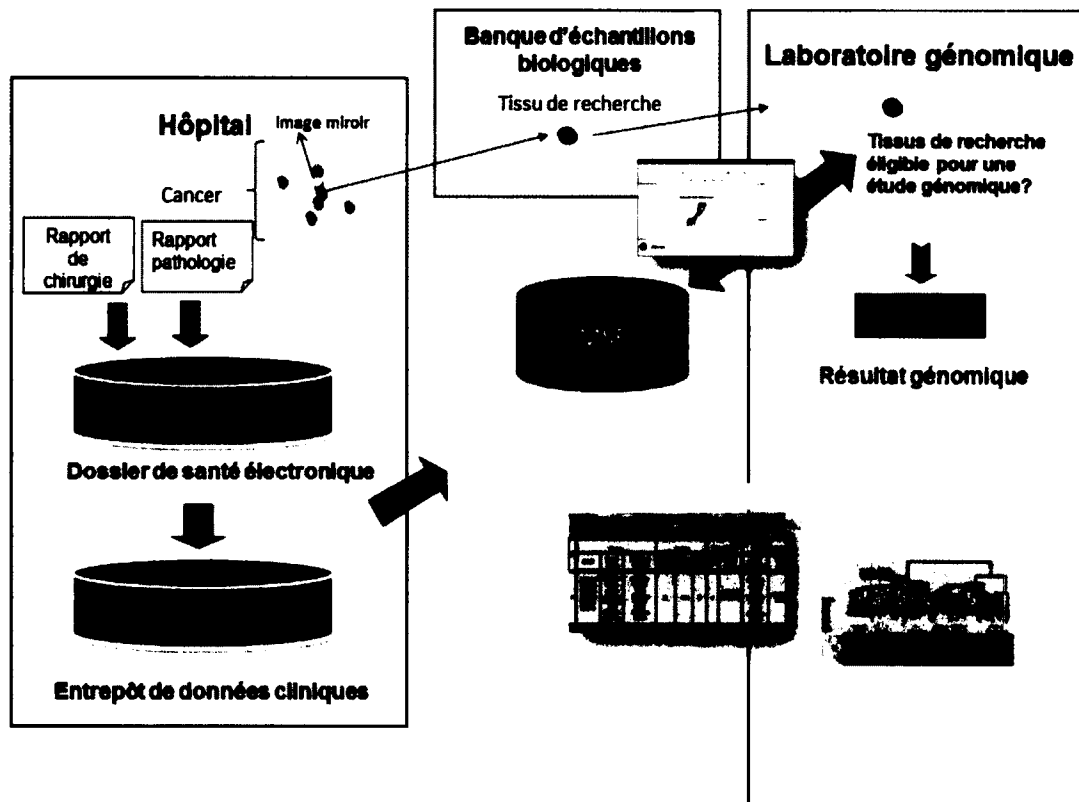 Hôpital
Image miroir
Cancer
Rapport
de
chirurgie
Rapport
pathologie
Dossier de santé électronique
Entrepôt de données cliniques
Banque d'échantillons
biologiques
Tissu de recherche
Laboratoire génomique
Tissus de recherche
éligible pour une
étude génomique?
Résultat génomique